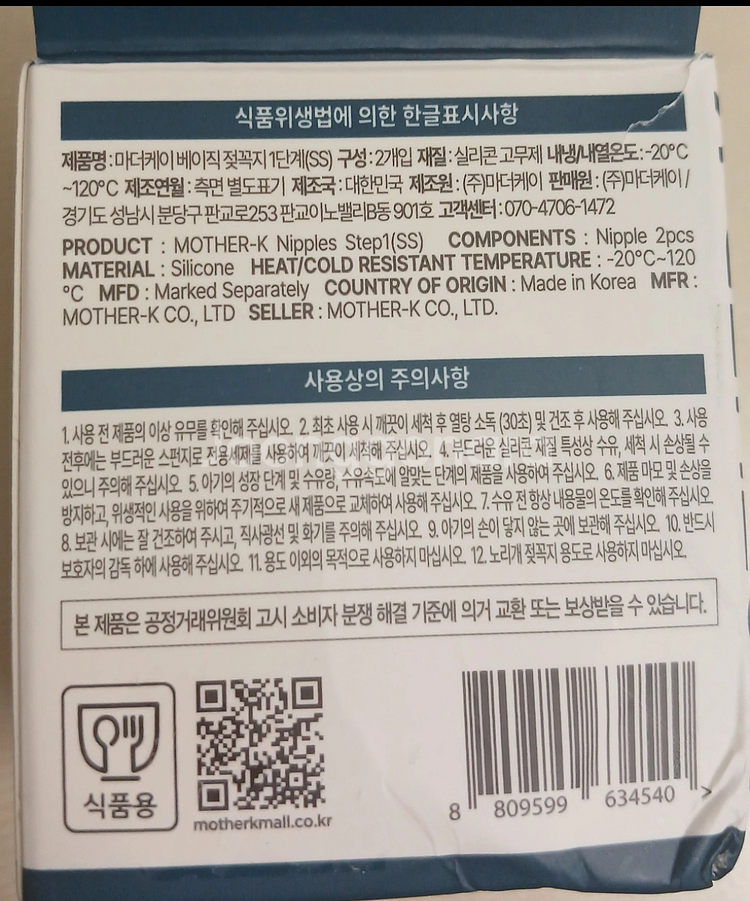 식품위생법에 의한 한글표시사항
제품명 : 마더케이 베이직 젖꼭지 1단계(SS) 구성 : 2개입 재질 : 실리콘 고무제 내냉/내열온도 : -20°C
~120°C 제조연월 : 측면 별도표기 제조국 : 대한민국 제조원 : (주)마더케이 판매원 : (주)마더케이 /
경기도 성남시 분당구 판교로253 판교이노밸리B동 901호 고객센터 : 070-4706-1472
PRODUCT : MOTHER-K Nipples Step1(SS) COMPONENTS : Nipple 2pcs
MATERIAL : Silicone HEAT/COLD RESISTANT TEMPERATURE : -20°C~120
°C MFD : Marked Separately COUNTRY OF ORIGIN : Made in Korea MFR :
MOTHER-K CO., LTD SELLER : MOTHER-K CO., LTD.
사용상의 주의사항
1. 사용 전 제품의 이상 유무를 확인해 주십시오. 2. 최초 사용 시 깨끗이 세척 후 열탕 소독 (30초) 및 건조 후 사용해 주십시오. 3. 사용
전후에는 부드러운 스펀지로 전용세제를 사용하여 깨끗이 세척해 주십시오. 4. 부드러운 실리콘 재질 특성상 수유, 세척 시 손상될 수
있으니 주의해 주십시오. 5. 아기의 성장 단계 및 수유량, 수유속도에 알맞는 단계의 제품을 사용하여 주십시오. 6. 제품 마모 및 손상을
방지하고, 위생적인 사용을 위하여 주기적으로 새 제품으로 교체하여 사용해 주십시오. 7. 수유 전 항상 내용물의 온도를 확인해 주십시오.
8. 보관 시에는 잘 건조하여 주시고, 직사광선 및 화기를 주의해 주십시오. 9. 아기의 손이 닿지 않는 곳에 보관해 주십시오. 10. 반드시
보호자의 감독 하에 사용해 주십시오. 11. 용도 이외의 목적으로 사용하지 마십시오. 12. 노리개 젖꼭지 용도로 사용하지 마십시오.
본 제품은 공정거래위원회 고시 소비자 분쟁 해결 기준에 의거 교환 또는 보상받을 수 있습니다.
식품용
motherkmall.co.kr
8 809599 634540 >